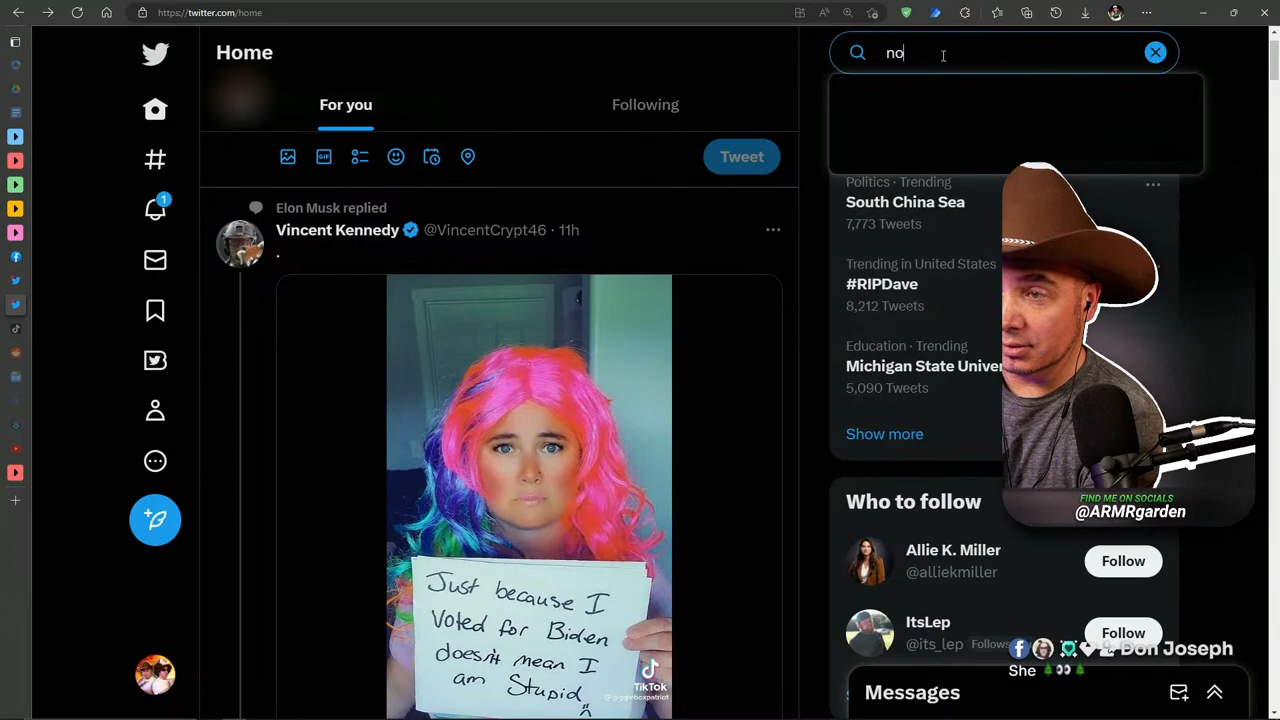 https://twitter.com/home
Home
For you
Following
GIF
Tweet
Elon Musk replied
Vincent Kennedy @VincentCrypt46 · 11h
.
Just because I
Voted for Biden
doesn't mean I
am Stupid
TikTok
no
Politics · Trending
South China Sea
7,773 Tweets
Trending in United States
#RIPDave
8,212 Tweets
Education · Trending
Michigan State Univer
5,090 Tweets
Show more
FIND ME ON SOCIALS
@ARMRgarden
Who to follow
Allie K. Miller
@alliekmiller
Follow
ItsLep
@its_lep Follows
Follow
Don Joseph
She
Messages
1